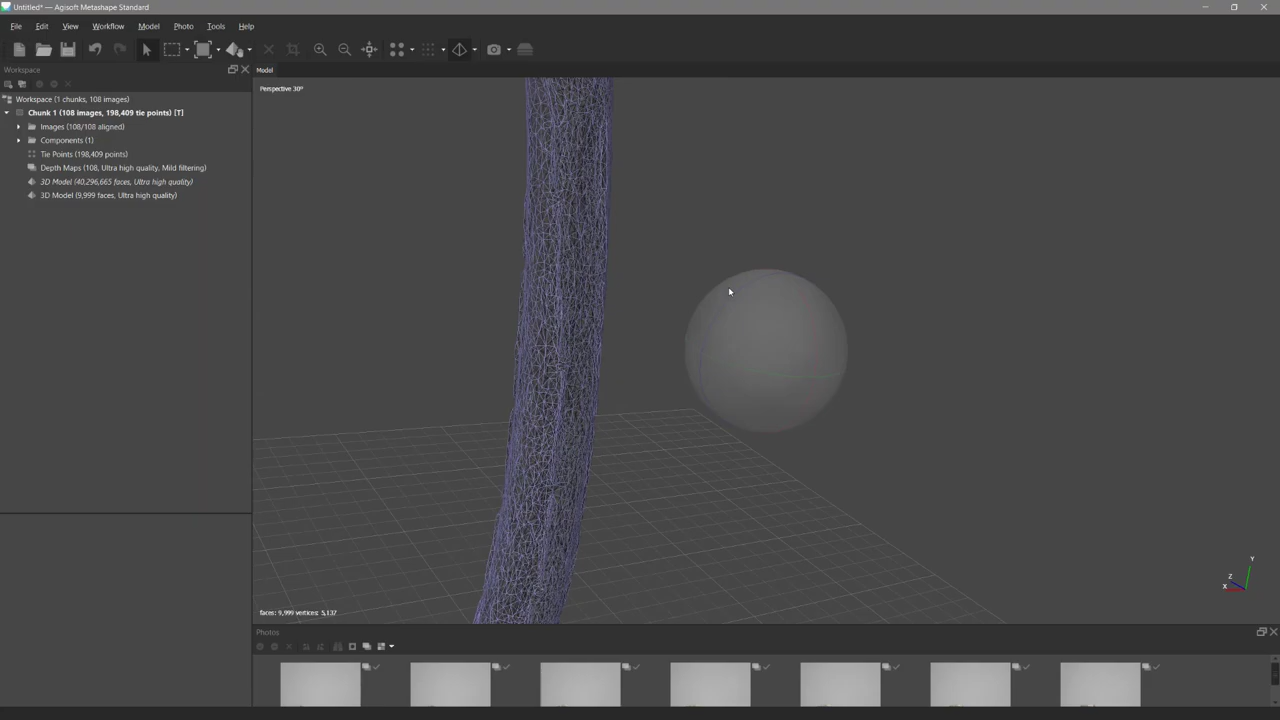 Untitled* — Agisoft Metashape Standard
File Edit View Workflow Model Photo Tools Help
Workspace
Model
Perspective 30°
Workspace (1 chunks, 108 images)
Chunk 1 (108 images, 198,409 tie points) [T]
Images (108/108 aligned)
Components (1)
Tie Points (198,409 points)
Depth Maps (108, Ultra high quality, Mild filtering)
3D Model (40,296,665 faces, Ultra high quality)
3D Model (9,999 faces, Ultra high quality)
Y
Z
X
faces: 9,999 vertices: 5,137
Photos